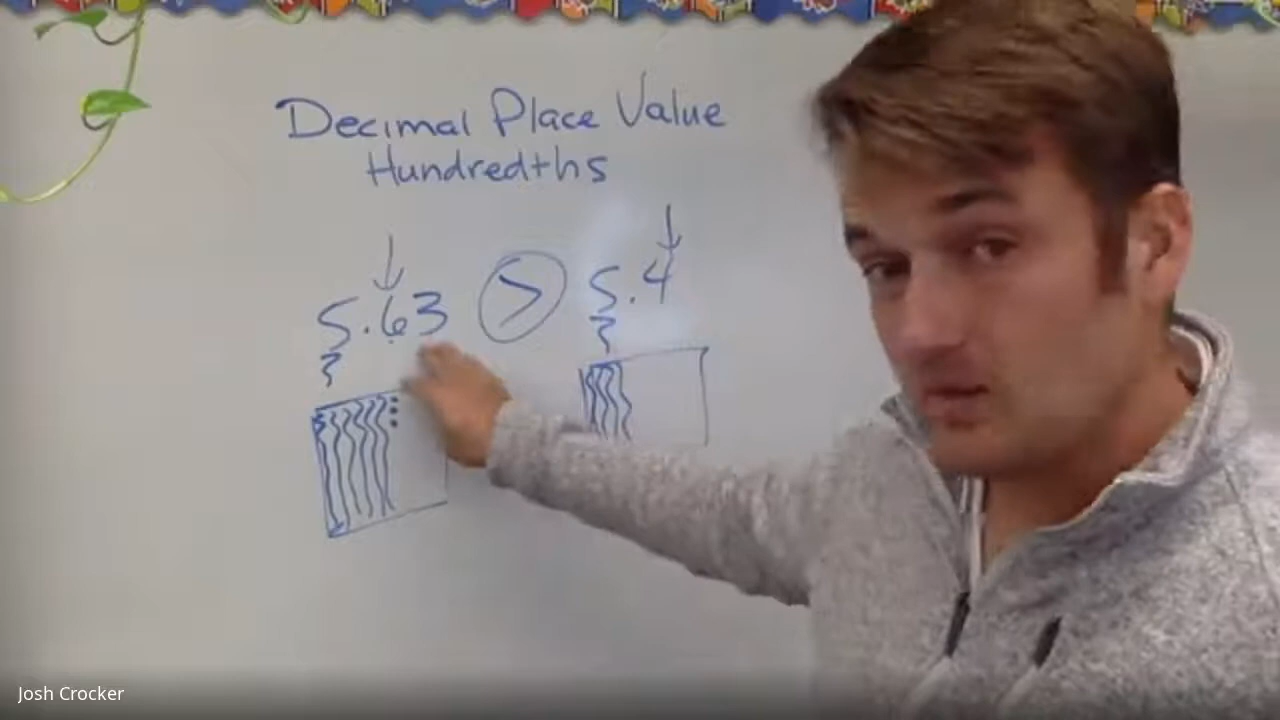 Decimal Place Value
Hundredths
5.63 > 5.4
Josh Crocker